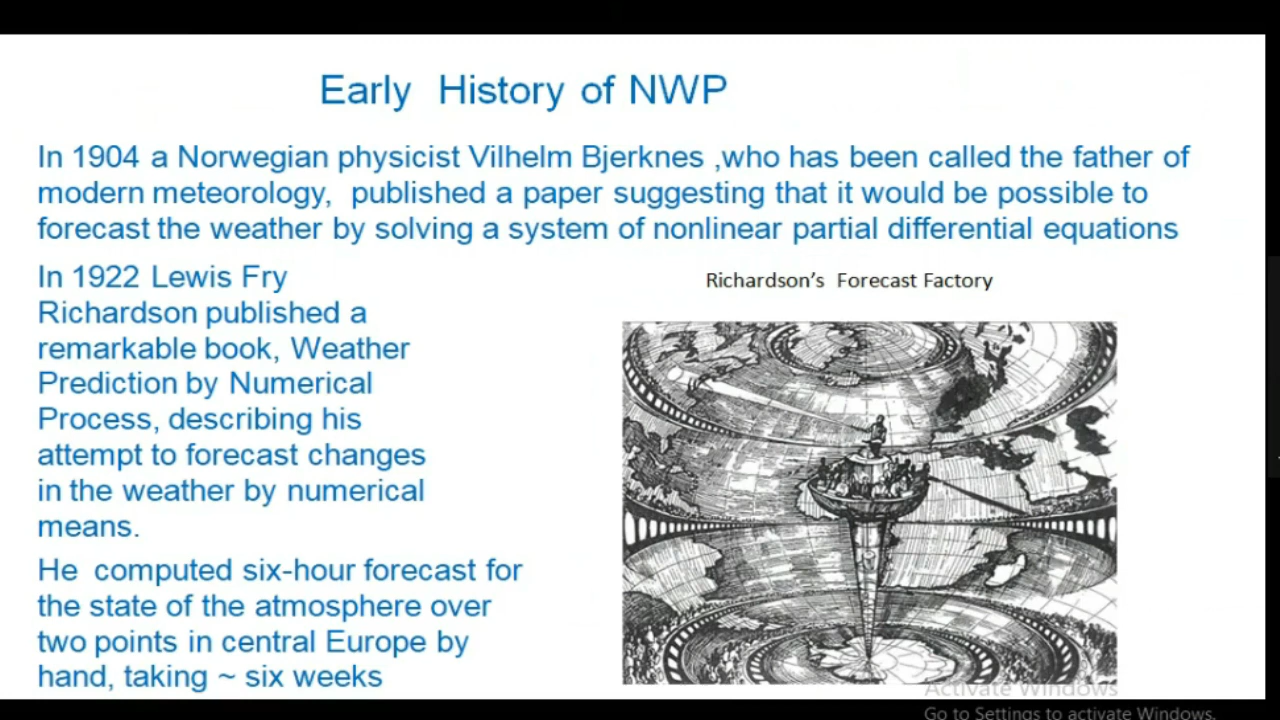 Early History of NWP
In 1904 a Norwegian physicist Vilhelm Bjerknes ,who has been called the father of
modern meteorology, published a paper suggesting that it would be possible to
forecast the weather by solving a system of nonlinear partial differential equations
In 1922 Lewis Fry
Richardson published a
remarkable book, Weather
Prediction by Numerical
Process, describing his
attempt to forecast changes
in the weather by numerical
means.
He computed six-hour forecast for
the state of the atmosphere over
two points in central Europe by
hand, taking ~ six weeks
Richardson's Forecast Factory
Activate Windows
Go to Settings to activate Windows.